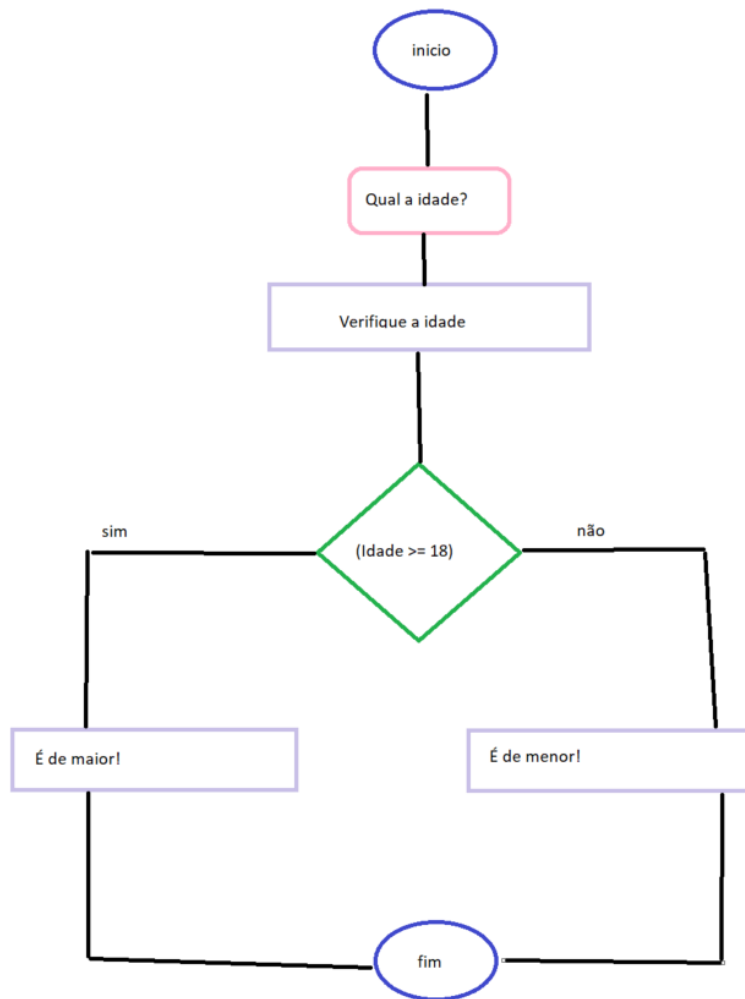 inicio
Qual a idade?
Verifique a idade
(Idade >= 18)
sim
não
É de maior!
É de menor!
fim